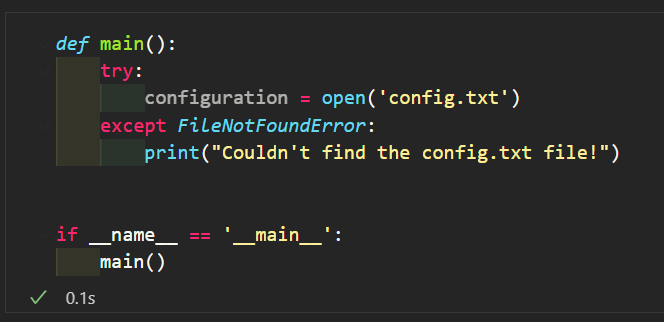 def main():
    try:
        configuration = open('config.txt')
    except FileNotFoundError:
        print("Couldn't find the config.txt file!")
if __name__ == '__main__':
    main()
0.1s